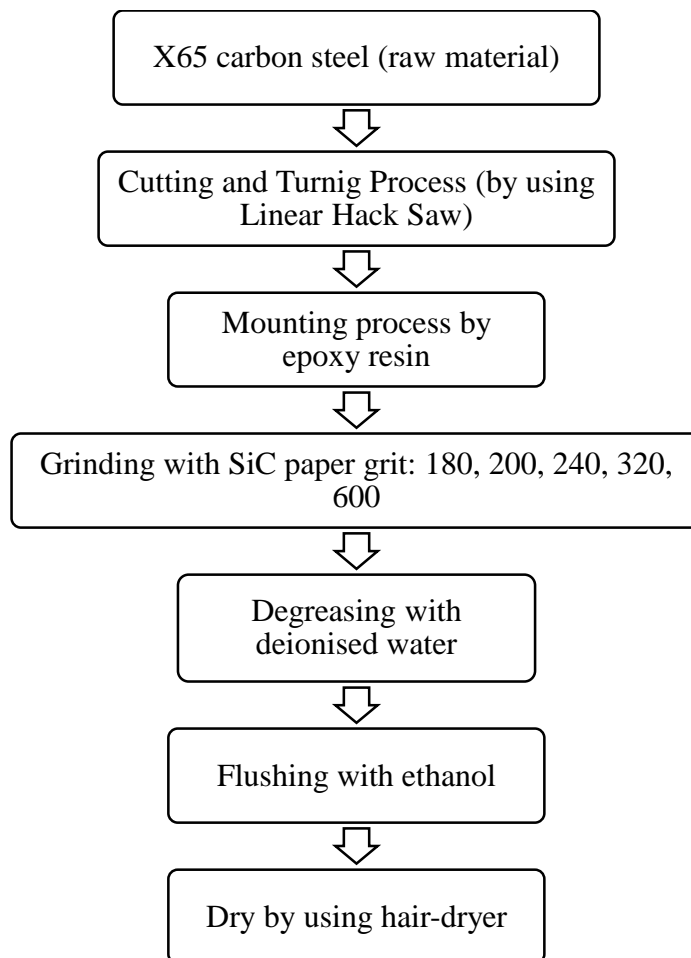 X65 carbon steel (raw material)
Cutting and Turnig Process (by using
Linear Hack Saw)
Mounting process by
epoxy resin
Grinding with SiC paper grit: 180, 200, 240, 320,
600
Degreasing with
deionised water
Flushing with ethanol
Dry by using hair-dryer